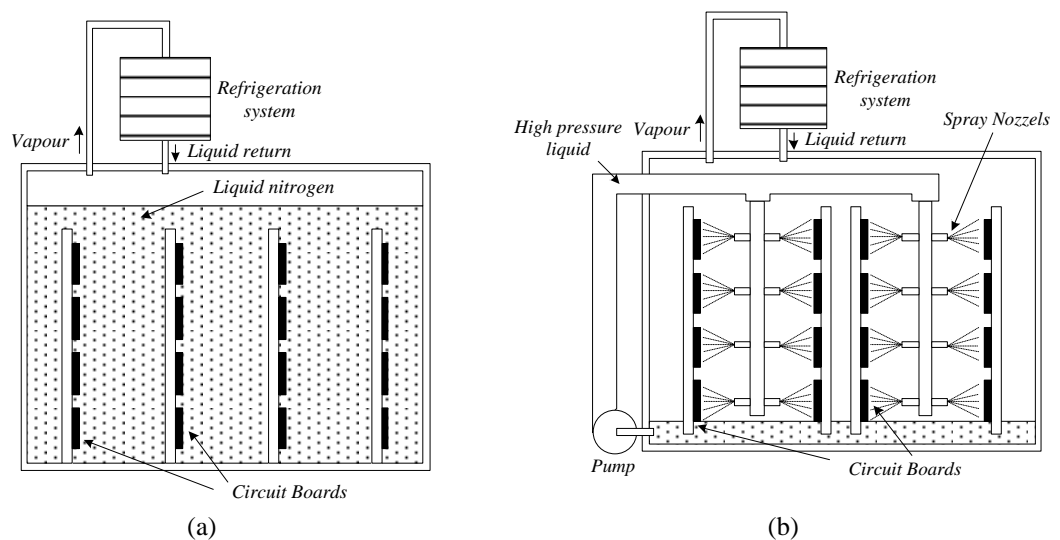 Refrigeration
system
Vapour
Liquid return
Liquid nitrogen
Circuit Boards
(a)
Refrigeration
system
High pressure
liquid
Vapour
Spray Nozzels
Liquid return
Pump
Circuit Boards
(b)